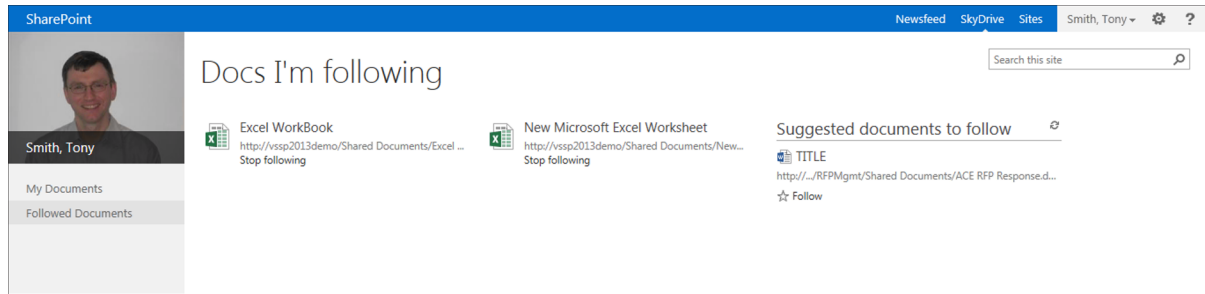 SharePoint
Newsfeed SkyDrive Sites Smith, Tony ?
Search this site
Docs I'm following
Smith, Tony
My Documents
Followed Documents
Excel WorkBook
http://vssp2013demo/Shared Documents/Excel ...
Stop following
New Microsoft Excel Worksheet
http://vssp2013demo/Shared Documents/New...
Stop following
Suggested documents to follow
TITLE
http://.../RFPMgmt/Shared Documents/ACE RFP Response.d...
Follow